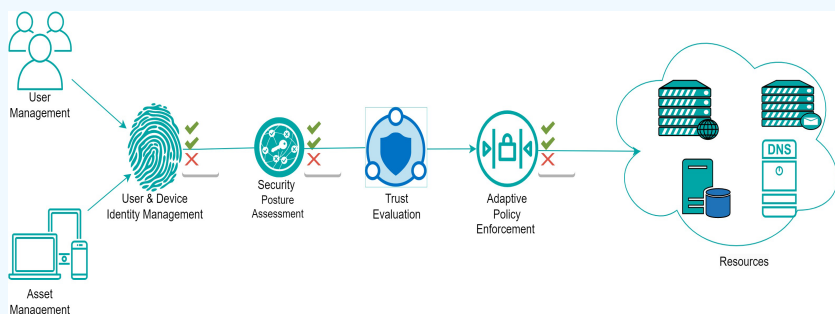 User
Management
User & Device
Identity Management
Asset
Management
Security
Posture
Assessment
Trust
Evaluation
Adaptive
Policy
Enforcement
DNS
Resources